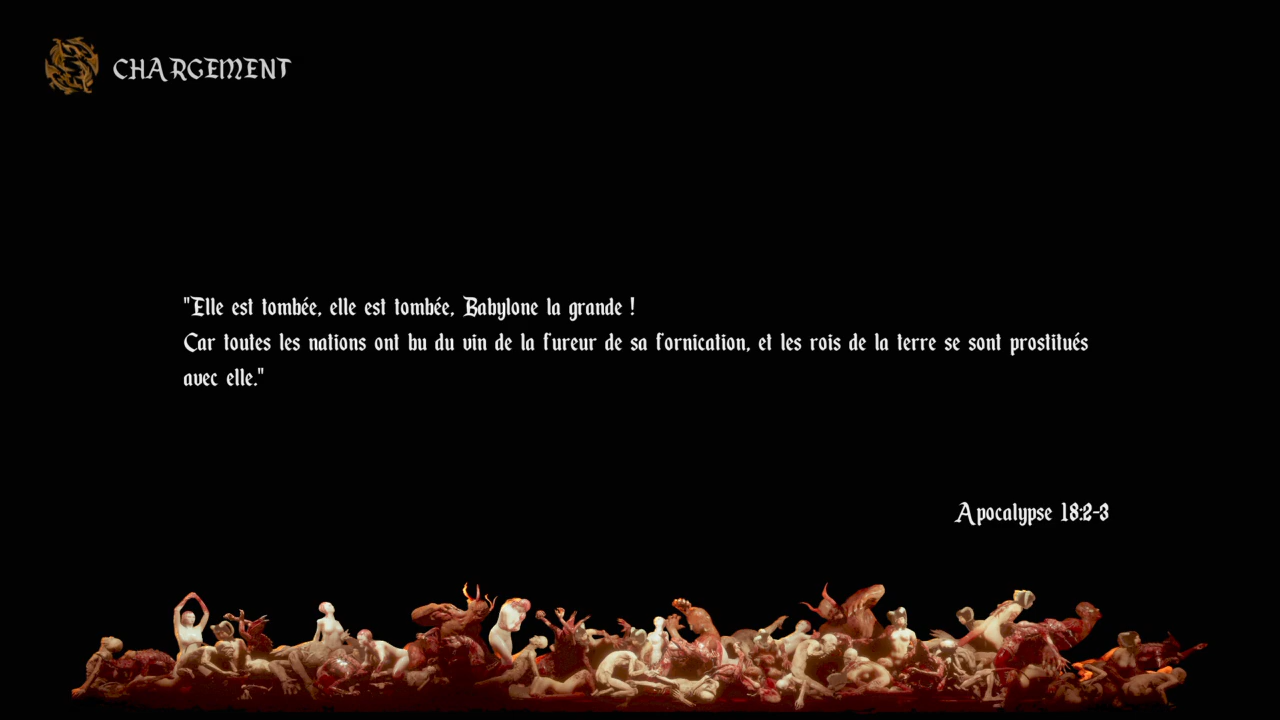 CHARGEMENT
"Elle est tombée, elle est tombée, Babylone la grande !
Car toutes les nations ont bu du vin de la fureur de sa fornication, et les rois de la terre se sont prostitués
avec elle."
Apocalypse 18:2-3